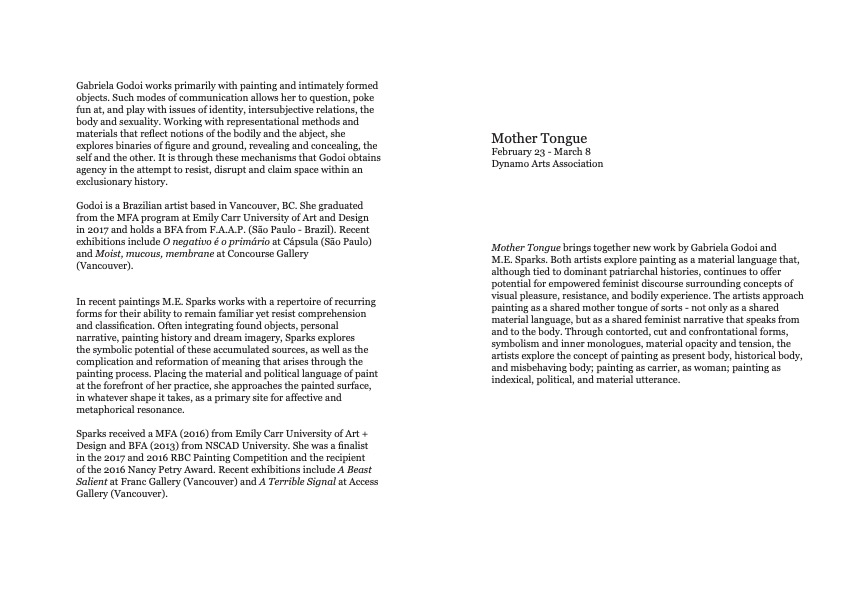 Gabriela Godoi works primarily with painting and intimately formed
objects. Such modes of communication allows her to question, poke
fun at, and play with issues of identity, intersubjective relations, the
body and sexuality. Working with representational methods and
materials that reflect notions of the bodily and the abject, she
explores binaries of figure and ground, revealing and concealing, the
self and the other. It is through these mechanisms that Godoi obtains
agency in the attempt to resist, disrupt and claim space within an
exclusionary history.
Godoi is a Brazilian artist based in Vancouver, BC. She graduated
from the MFA program at Emily Carr University of Art and Design
in 2017 and holds a BFA from F.A.A.P. (São Paulo - Brazil). Recent
exhibitions include O negativo é o primário at Cápsula (São Paulo)
and Moist, mucous, membrane at Concourse Gallery
(Vancouver).
In recent paintings M.E. Sparks works with a repertoire of recurring
forms for their ability to remain familiar yet resist comprehension
and classification. Often integrating found objects, personal
narrative, painting history and dream imagery, Sparks explores
the symbolic potential of these accumulated sources, as well as the
complication and reformation of meaning that arises through the
painting process. Placing the material and political language of paint
at the forefront of her practice, she approaches the painted surface,
in whatever shape it takes, as a primary site for affective and
metaphorical resonance.
Sparks received a MFA (2016) from Emily Carr University of Art +
Design and BFA (2013) from NSCAD University. She was a finalist
in the 2017 and 2016 RBC Painting Competition and the recipient
of the 2016 Nancy Petry Award. Recent exhibitions include A Beast
Salient at Franc Gallery (Vancouver) and A Terrible Signal at Access
Gallery (Vancouver).
Mother Tongue
February 23 - March 8
Dynamo Arts Association
Mother Tongue brings together new work by Gabriela Godoi and
M.E. Sparks. Both artists explore painting as a material language that,
although tied to dominant patriarchal histories, continues to offer
potential for empowered feminist discourse surrounding concepts of
visual pleasure, resistance, and bodily experience. The artists approach
painting as a shared mother tongue of sorts - not only as a shared
material language, but as a shared feminist narrative that speaks from
and to the body. Through contorted, cut and confrontational forms,
symbolism and inner monologues, material opacity and tension, the
artists explore the concept of painting as present body, historical body,
and misbehaving body; painting as carrier, as woman; painting as
indexical, political, and material utterance.